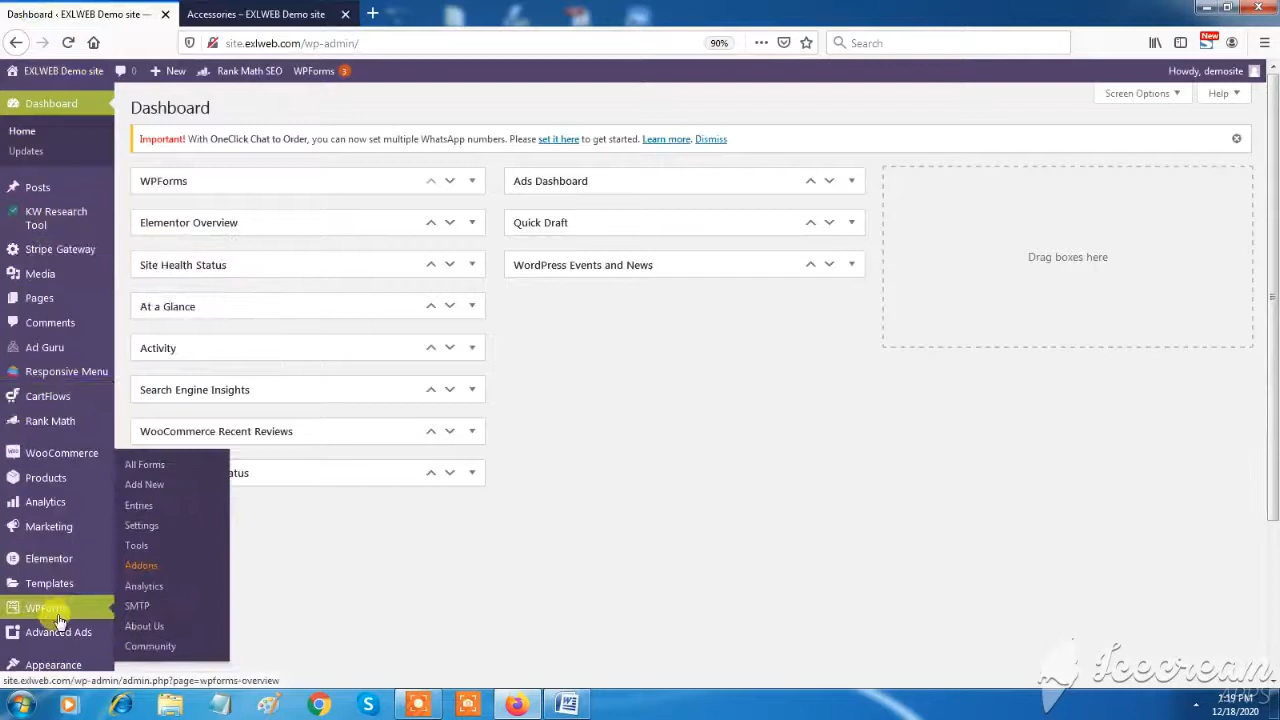 Dashboard ‹ EXLWEB Demo site —
Accessories – EXLWEB Demo site
site.exlweb.com/wp-admin/
90%
Search
New
EXLWEB Demo site
0
New
Rank Math SEO
WPForms 3
Howdy, demosite
Dashboard
Home
Updates
Posts
KW Research
Tool
Stripe Gateway
Media
Pages
Comments
Ad Guru
Responsive Menu
CartFlows
Rank Math
WooCommerce
Products
Analytics
Marketing
Elementor
Templates
Advanced Ads
Appearance
All Forms
Add New
Entries
Settings
Tools
Addons
Analytics
SMTP
About Us
Community
Dashboard
Screen Options
Help
Important! With OneClick Chat to Order, you can now set multiple WhatsApp numbers. Please set it here to get started. Learn more. Dismiss
WPForms
Elementor Overview
Site Health Status
At a Glance
Activity
Search Engine Insights
WooCommerce Recent Reviews
Ads Dashboard
Quick Draft
WordPress Events and News
Drag boxes here
site.exlweb.com/wp-admin/admin.php?page=wpforms-overview
Icecream
APPS
7:19 PM
12/18/2020